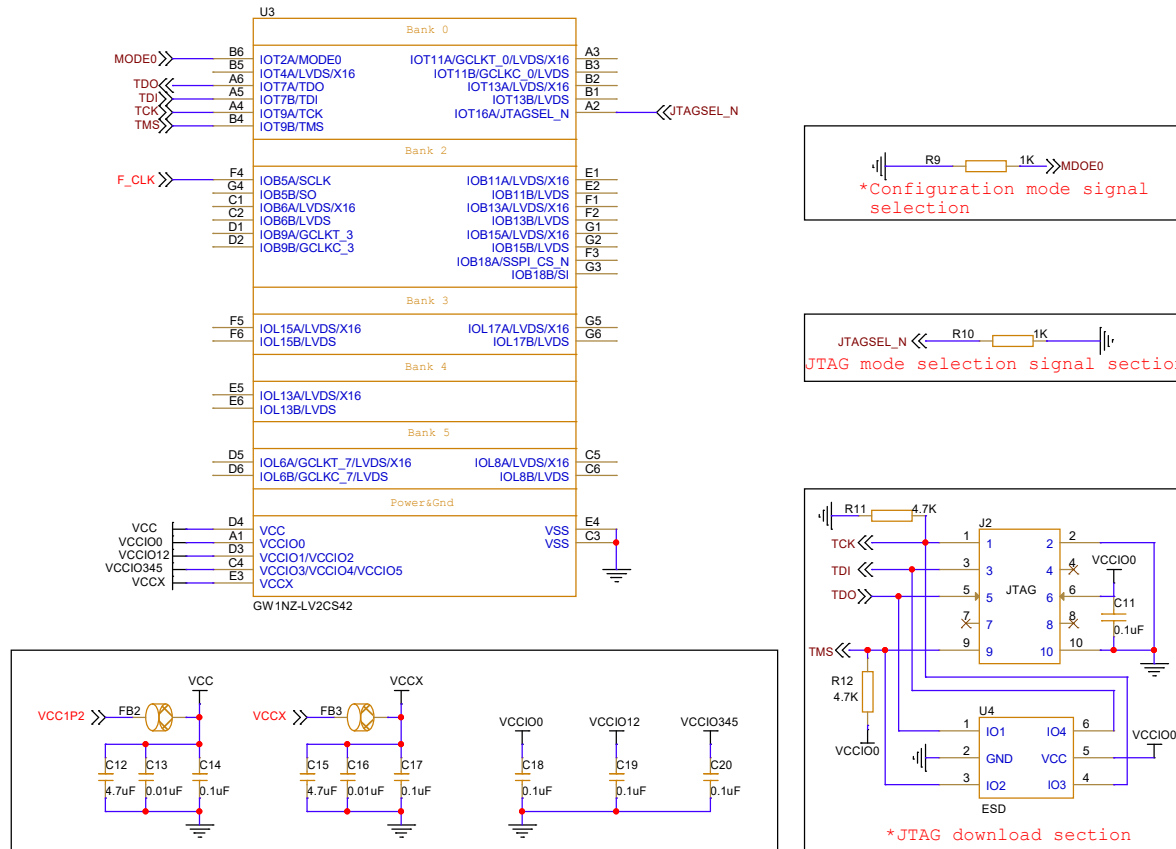 U3
Bank 0
MODE0
B6
IOT2A/MODE0
IOT11A/GCLKT_0/LVDS/X16
A3
B5
IOT4A/LVDS/X16
IOT11B/GCLKC_0/LVDS
B3
TDO
A6
IOT7A/TDO
IOT13A/LVDS/X16
B2
TDI
A5
IOT7B/TDI
IOT13B/LVDS
B1
TCK
A4
IOT9A/TCK
IOT16A/JTAGSEL_N
A2
JTAGSEL_N
TMS
B4
IOT9B/TMS
Bank 2
F_CLK
F4
IOB5A/SCLK
IOB11A/LVDS/X16
E1
G4
IOB5B/SO
IOB11B/LVDS
E2
C1
IOB6A/LVDS/X16
IOB13A/LVDS/X16
F1
C2
IOB6B/LVDS
IOB13B/LVDS
F2
D1
IOB9A/GCLKT_3
IOB15A/LVDS/X16
G1
D2
IOB9B/GCLKC_3
IOB15B/LVDS
G2
IOB18A/SSPI_CS_N
F3
IOB18B/SI
G3
Bank 3
F5
IOL15A/LVDS/X16
IOL17A/LVDS/X16
G5
F6
IOL15B/LVDS
IOL17B/LVDS
G6
Bank 4
E5
IOL13A/LVDS/X16
E6
IOL13B/LVDS
Bank 5
D5
IOL6A/GCLKT_7/LVDS/X16
IOL8A/LVDS/X16
C5
D6
IOL6B/GCLKC_7/LVDS
IOL8B/LVDS
C6
Power&Gnd
VCC
D4
VCC
VSS
E4
VCCIO0
A1
VCCIO0
VSS
C3
VCCIO12
D3
VCCIO1/VCCIO2
VCCIO345
C4
VCCIO3/VCCIO4/VCCIO5
VCCX
E3
VCCX
GW1NZ-LV2CS42
R9
1K
MDOE0
*Configuration mode signal
selection
JTAGSEL_N
R10
1K
JTAG mode selection signal section
R11
4.7K
J2
TCK
1
1
2
2
VCCIO0
TDI
3
3
4
4
TDO
5
5
JTAG
6
6
C11
0.1uF
7
7
8
8
TMS
9
9
10
10
R12
4.7K
VCCIO0
U4
1
IO1
IO4
6
2
GND
VCC
5
VCCIO0
3
IO2
IO3
4
ESD
*JTAG download section
VCC
VCC1P2
FB2
C12
C13
C14
4.7uF
0.01uF
0.1uF
VCCX
VCCX
FB3
C15
C16
C17
4.7uF
0.01uF
0.1uF
VCCIO0
VCCIO12
VCCIO345
C18
C19
C20
0.1uF
0.1uF
0.1uF